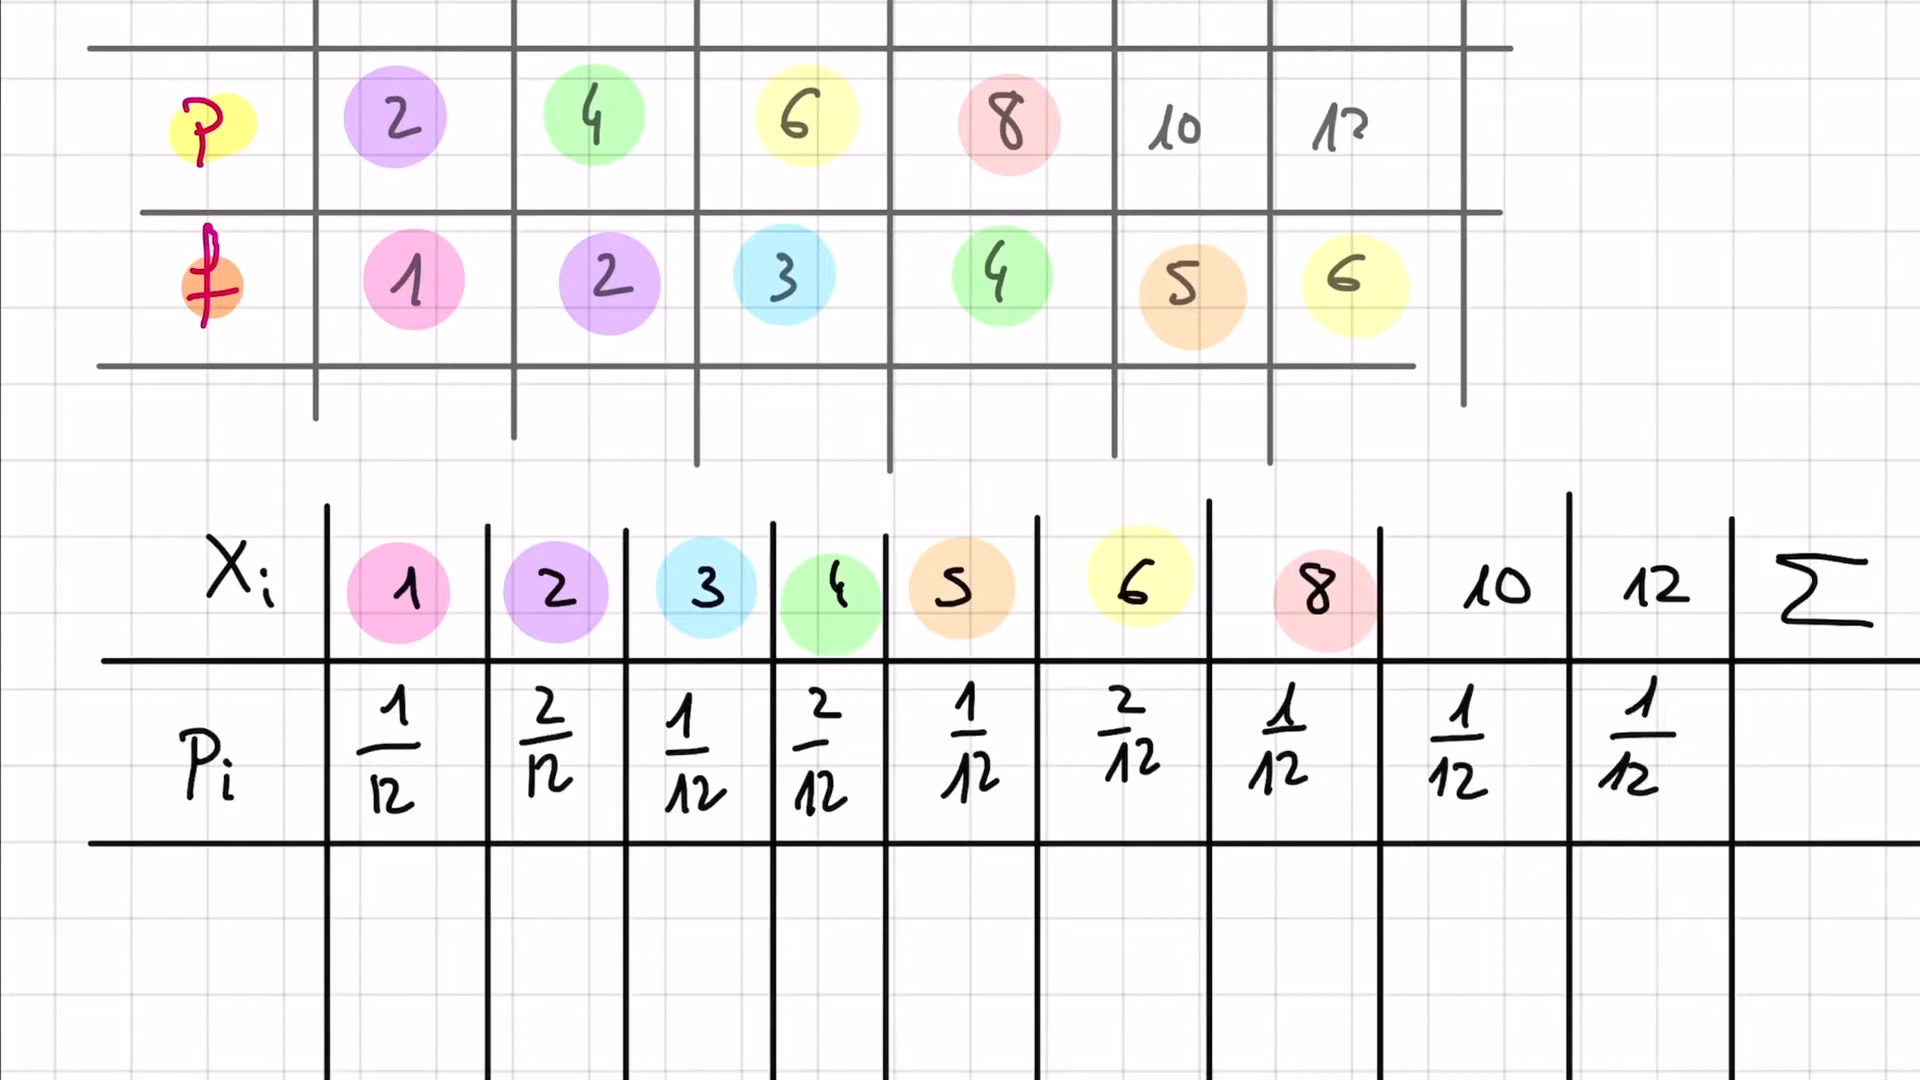 P 2 4 6 8 10 12
f 1 2 3 4 5 6
Xi 1 2 3 4 5 6 8 10 12 Σ
Pi 1/12 2/12 1/12 2/12 1/12 2/12 1/12 1/12 1/12